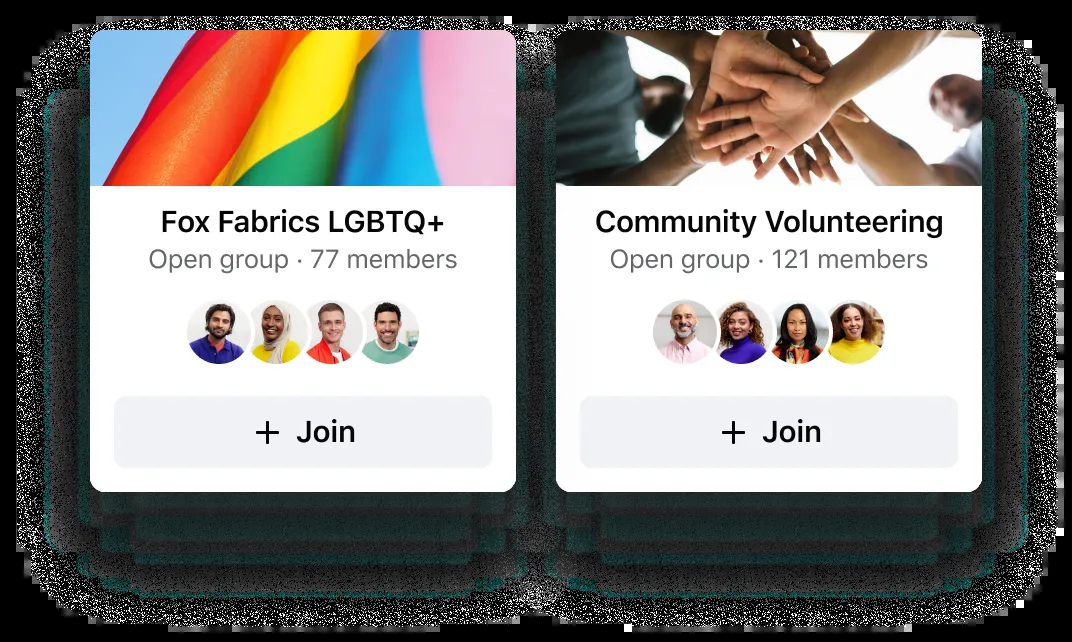 Fox Fabrics LGBTQ+
Open group · 77 members
+ Join
Community Volunteering
Open group · 121 members
+ Join